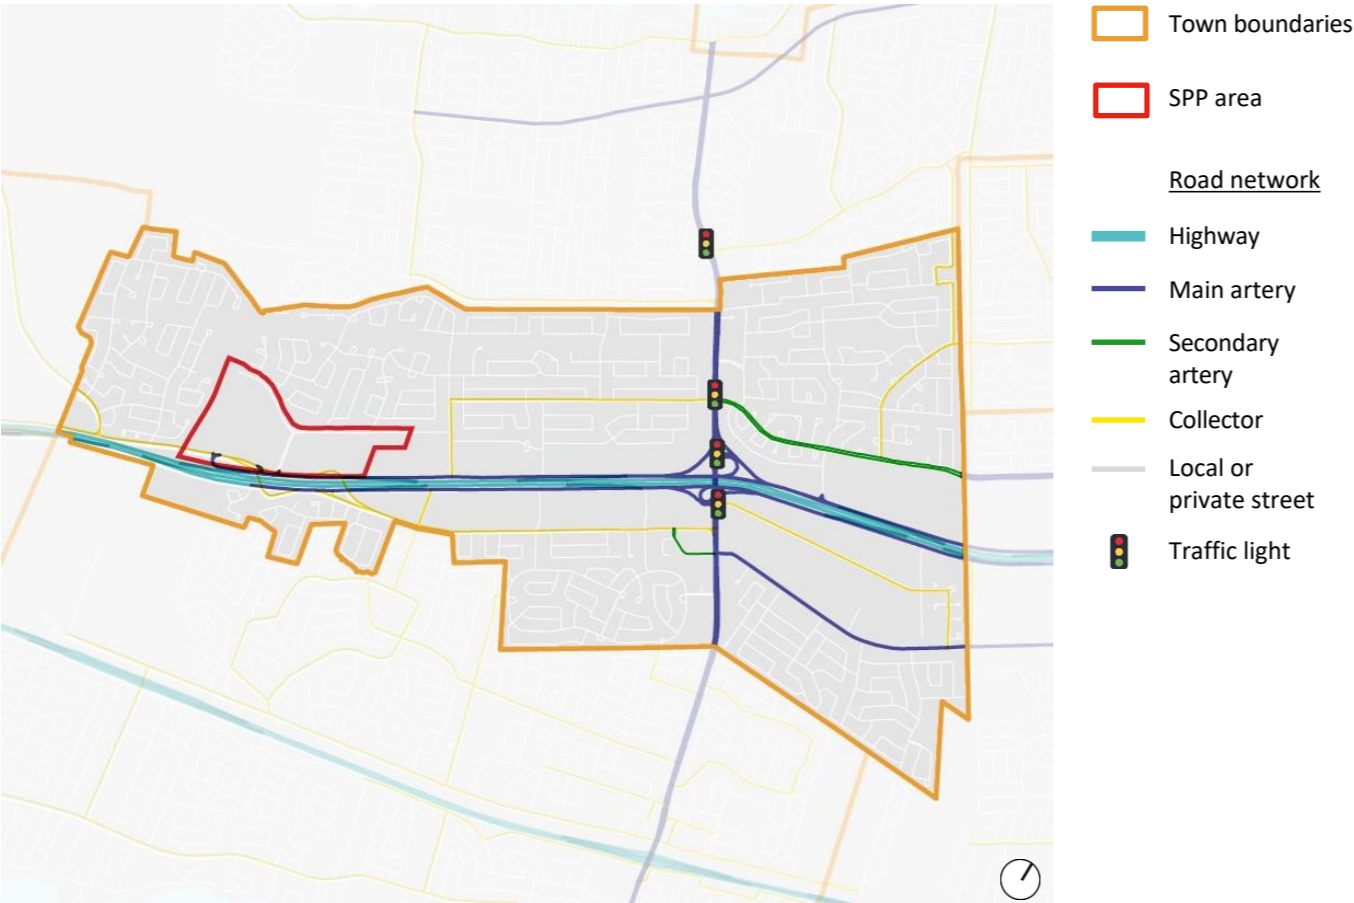 Town boundaries
SPP area
Road network
Highway
Main artery
Secondary
artery
Collector
Local or
private street
Traffic light